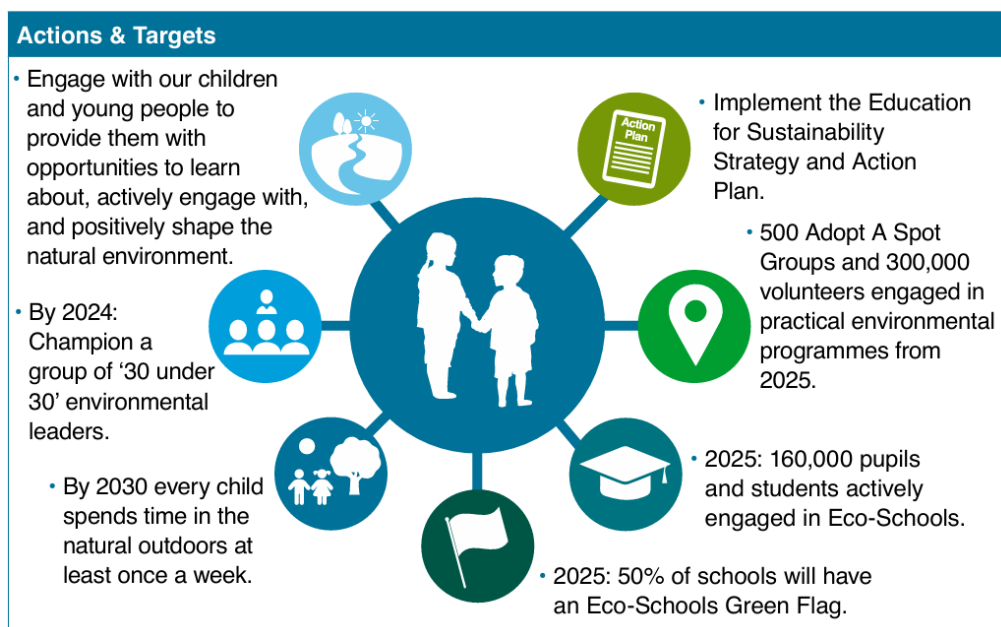 Actions & Targets
• Engage with our children
and young people to
provide them with
opportunities to learn
about, actively engage with,
and positively shape the
natural environment.
• By 2024:
Champion a
group of ‘30 under
30’ environmental
leaders.
• By 2030 every child
spends time in the
natural outdoors at
least once a week.
Action
Plan
• Implement the Education
for Sustainability
Strategy and Action
Plan.
• 500 Adopt A Spot
Groups and 300,000
volunteers engaged in
practical environmental
programmes from
2025.
• 2025: 160,000 pupils
and students actively
engaged in Eco-Schools.
• 2025: 50% of schools will have
an Eco-Schools Green Flag.